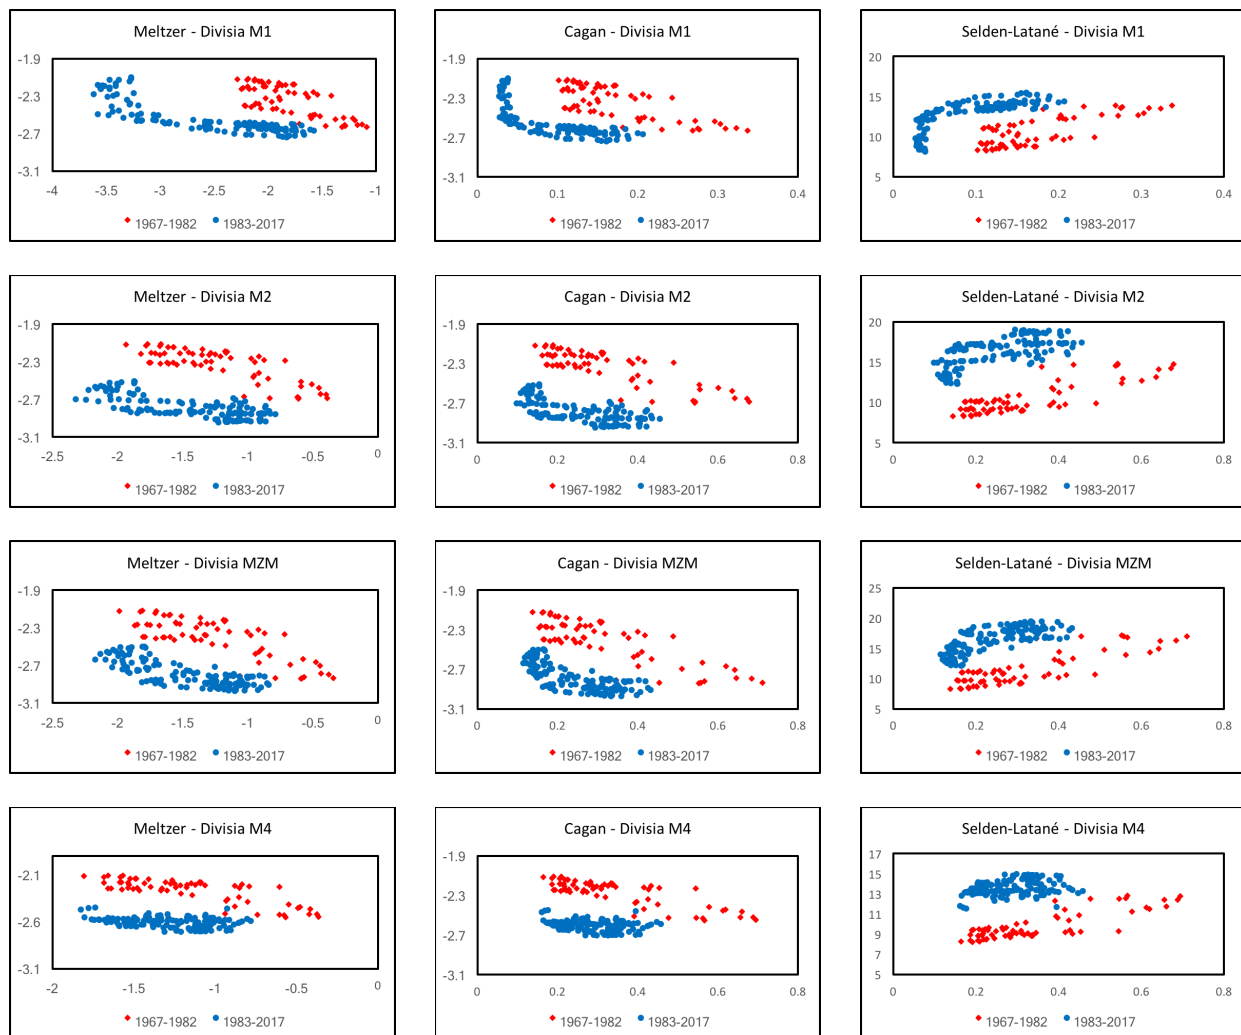 Meltzer - Divisia M1
-1.9
-2.3
-2.7
-3.1
-4 -3.5 -3 -2.5 -2 -1.5 -1
1967-1982 1983-2017
Cagan - Divisia M1
-1.9
-2.3
-2.7
-3.1
0 0.1 0.2 0.3 0.4
1967-1982 1983-2017
Selden-Latané - Divisia M1
20
15
10
5
0 0.1 0.2 0.3 0.4
1967-1982 1983-2017
Meltzer - Divisia M2
-1.9
-2.3
-2.7
-3.1
-2.5 -2 -1.5 -1 -0.5 0
1967-1982 1983-2017
Cagan - Divisia M2
-1.9
-2.3
-2.7
-3.1
0 0.2 0.4 0.6 0.8
1967-1982 1983-2017
Selden-Latané - Divisia M2
20
15
10
5
0 0.2 0.4 0.6 0.8
1967-1982 1983-2017
Meltzer - Divisia MZM
-1.9
-2.3
-2.7
-3.1
-2.5 -2 -1.5 -1 -0.5 0
1967-1982 1983-2017
Cagan - Divisia MZM
-1.9
-2.3
-2.7
-3.1
0 0.2 0.4 0.6 0.8
1967-1982 1983-2017
Selden-Latané - Divisia MZM
25
20
15
10
5
0 0.2 0.4 0.6 0.8
1967-1982 1983-2017
Meltzer - Divisia M4
-2.1
-2.6
-3.1
-2 -1.5 -1 -0.5 0
1967-1982 1983-2017
Cagan - Divisia M4
-1.9
-2.3
-2.7
-3.1
0 0.2 0.4 0.6 0.8
1967-1982 1983-2017
Selden-Latané - Divisia M4
17
15
13
11
9
7
5
0 0.2 0.4 0.6 0.8
1967-1982 1983-2017